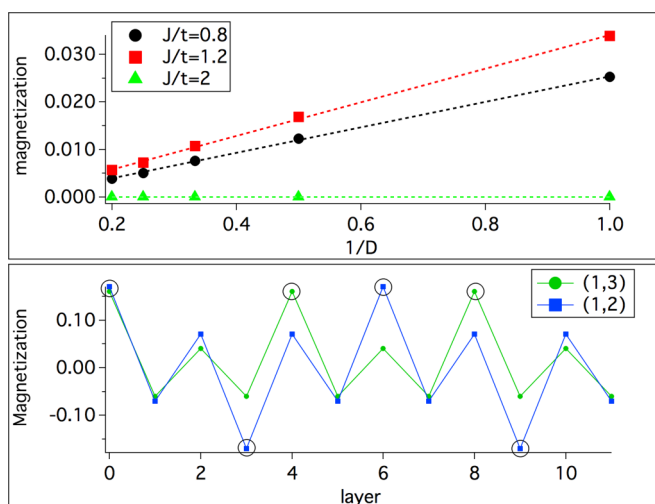 magnetization
0.030
0.020
0.010
0.000
J/t=0.8
J/t=1.2
J/t=2
0.2
0.4
0.6
0.8
1.0
1/D
Magnetization
0.10
0.00
-0.10
(1,3)
(1,2)
0
2
4
6
8
10
layer